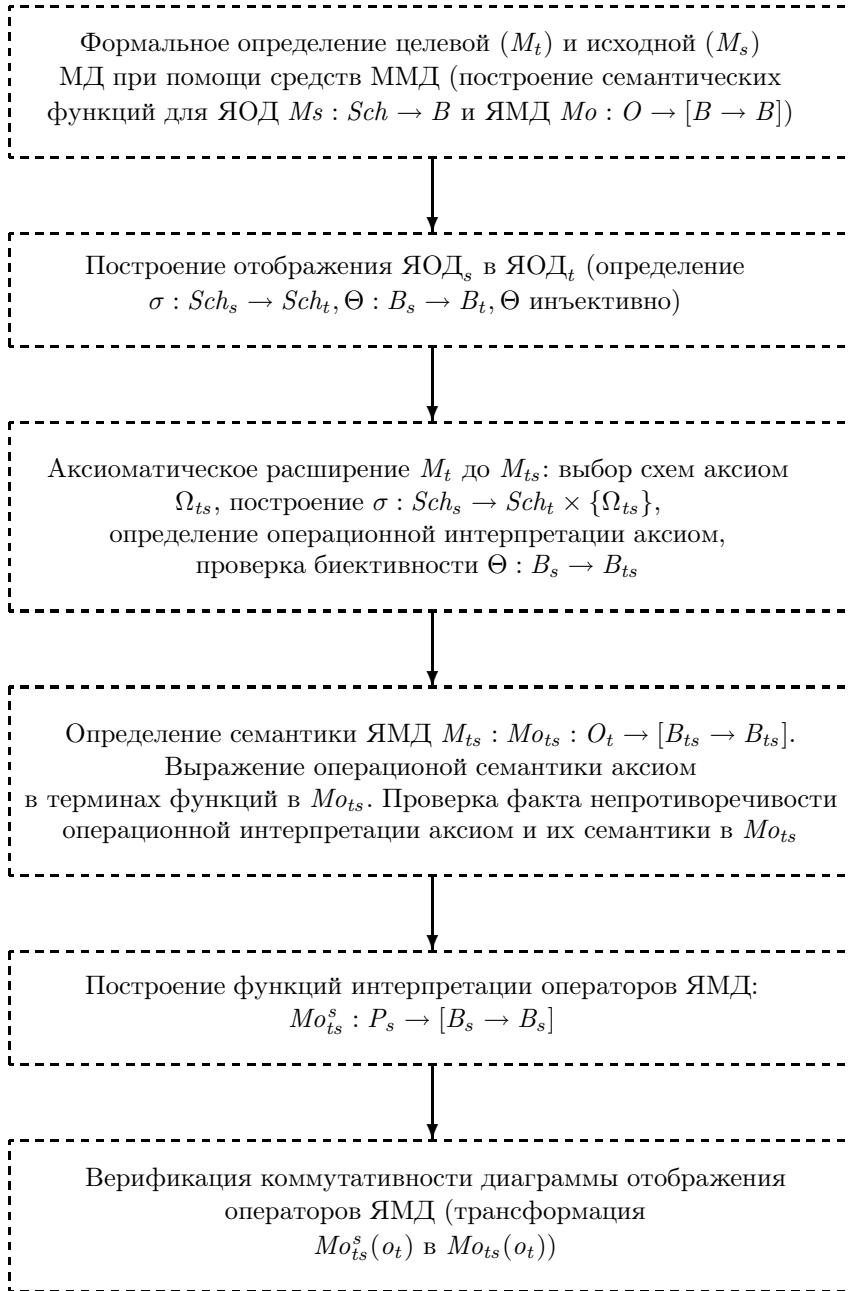 Формальное определение целевой (M_t) и исходной (M_s)
МД при помощи средств ММД (построение семантических
функций для ЯОД Ms : Sch → B и ЯМД Mo : O → [B → B])
Построение отображения ЯОД_s в ЯОД_t (определение
σ : Sch_s → Sch_t, Θ : B_s → B_t, Θ инъективно)
Аксиоматическое расширение M_t до M_ts: выбор схем аксиом
Ω_ts, построение σ : Sch_s → Sch_t × {Ω_ts},
определение операционной интерпретации аксиом,
проверка биективности Θ : B_s → B_ts
Определение семантики ЯМД M_ts : Mo_ts : O_t → [B_ts → B_ts].
Выражение операционой семантики аксиом
в терминах функций в Mo_ts. Проверка факта непротиворечивости
операционной интерпретации аксиом и их семантики в Mo_ts
Построение функций интерпретации операторов ЯМД:
Mo_ts^s : P_s → [B_s → B_s]
Верификация коммутативности диаграммы отображения
операторов ЯМД (трансформация
Mo_ts^s(o_t) в Mo_ts(o_t))